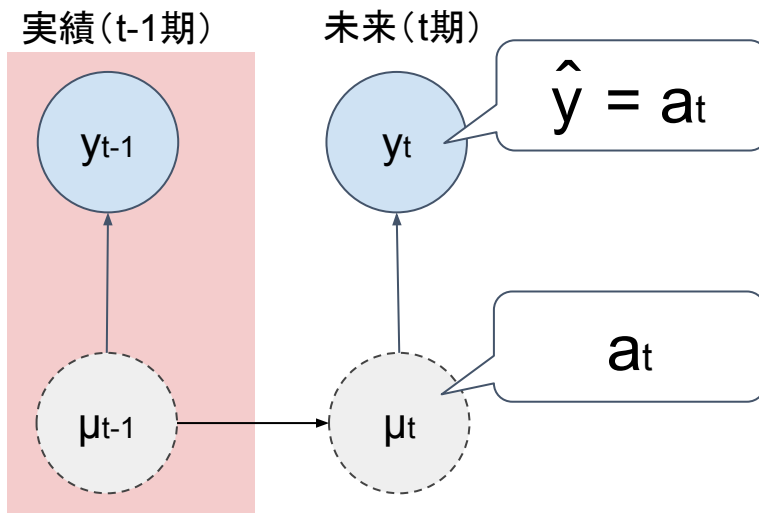 実績(t-1期)
未来(t期)
yt-1
yt
ŷ = at
μt-1
μt
at